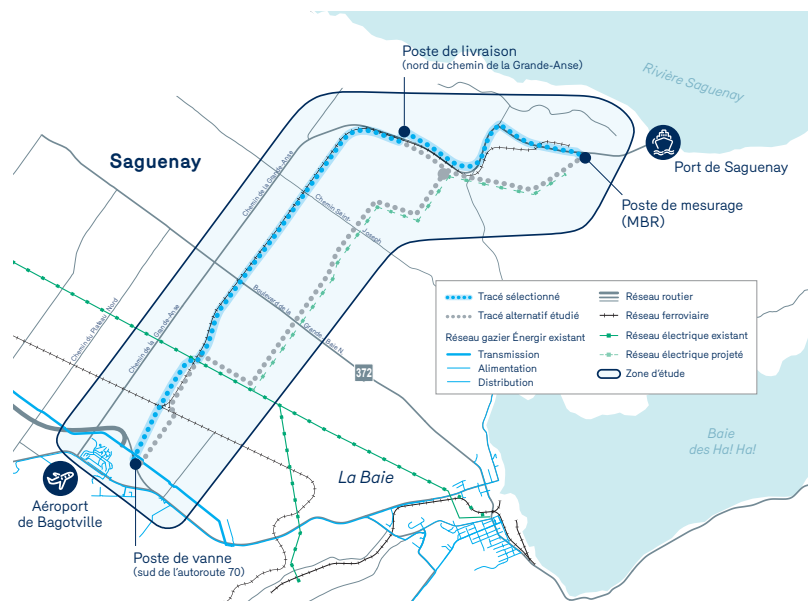 Poste de livraison
(nord du chemin de la Grande-Anse)
Rivière Saguenay
Saguenay
Port de Saguenay
Chemin de la Grande-Anse
Chemin Saint-Joseph
Poste de mesurage
(MBR)
Boulevard de la Grande-Baie N.
Chemin du Plateau Nord
Chemin de la Grande-Anse
372
Tracé sélectionné
Tracé alternatif étudié
Réseau gazier Énergir existant
Transmission
Alimentation
Distribution
Réseau routier
Réseau ferroviaire
Réseau électrique existant
Réseau électrique projeté
Zone d'étude
Baie
des Ha! Ha!
La Baie
Aéroport
de Bagotville
Poste de vanne
(sud de l'autoroute 70)